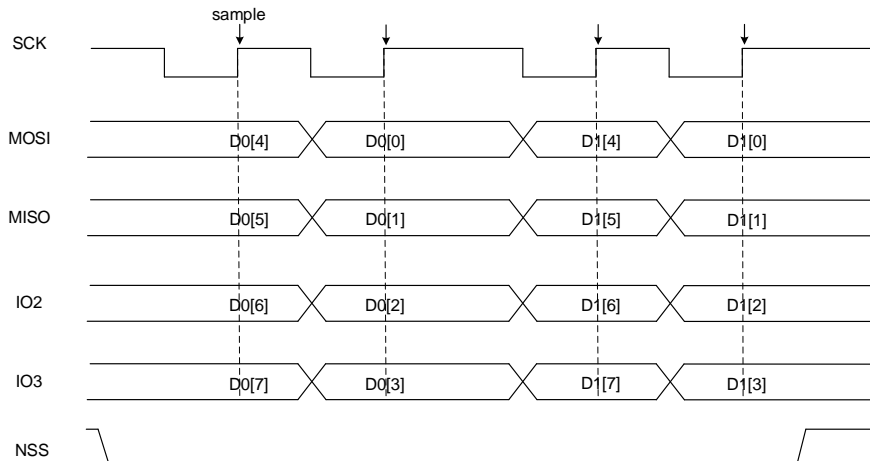 sample
SCK
MOSI D0[4] D0[0] D1[4] D1[0]
MISO D0[5] D0[1] D1[5] D1[1]
IO2 D0[6] D0[2] D1[6] D1[2]
IO3 D0[7] D0[3] D1[7] D1[3]
NSS